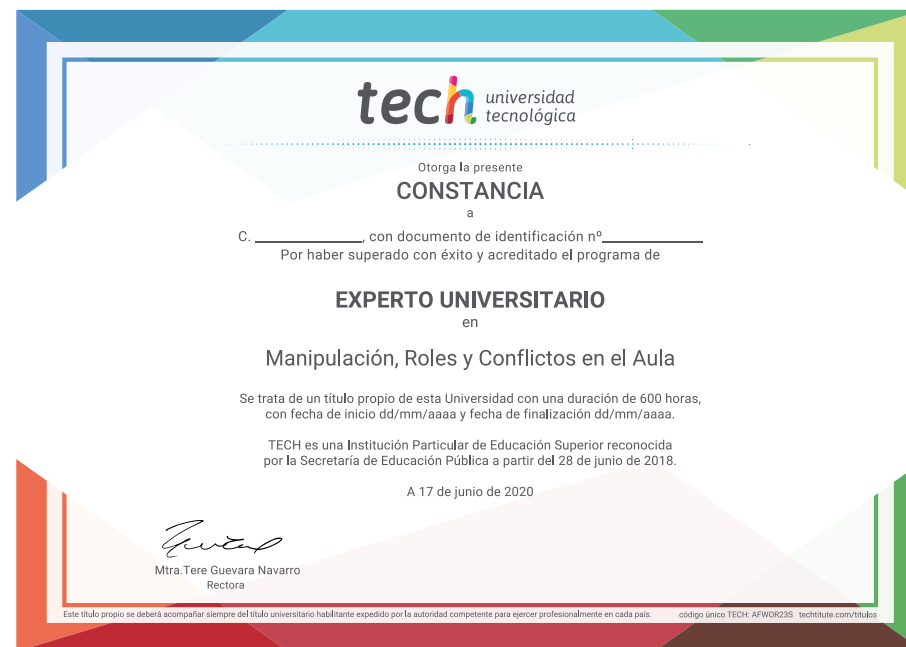 tech universidad
tecnológica
Otorga la presente
CONSTANCIA
a
C. ______________, con documento de identificación nº______________
Por haber superado con éxito y acreditado el programa de
EXPERTO UNIVERSITARIO
en
Manipulación, Roles y Conflictos en el Aula
Se trata de un título propio de esta Universidad con una duración de 600 horas,
con fecha de inicio dd/mm/aaaa y fecha de finalización dd/mm/aaaa.
TECH es una Institución Particular de Educación Superior reconocida
por la Secretaría de Educación Pública a partir del 28 de junio de 2018.
A 17 de junio de 2020
Mtra.Tere Guevara Navarro
Rectora
Este título propio se deberá acompañar siempre del título universitario habilitante expedido por la autoridad competente para ejercer profesionalmente en cada país. código único TECH: AFWOR23S techtitute.com/titulos